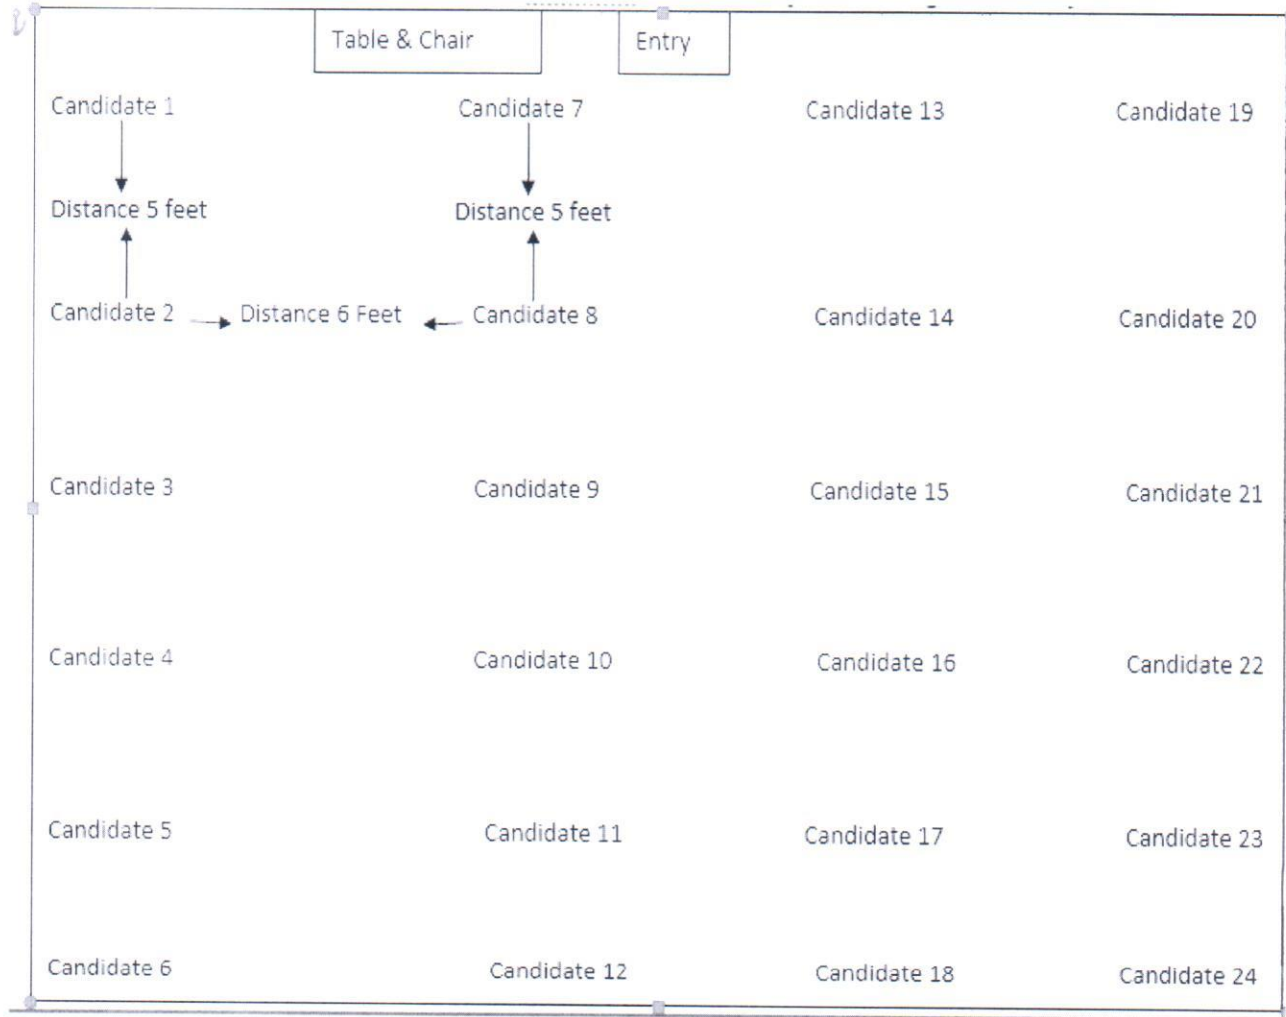 Table & Chair Entry
Candidate 1 Candidate 7 Candidate 13 Candidate 19
Distance 5 feet Distance 5 feet
Candidate 2 Distance 6 Feet Candidate 8 Candidate 14 Candidate 20
Candidate 3 Candidate 9 Candidate 15 Candidate 21
Candidate 4 Candidate 10 Candidate 16 Candidate 22
Candidate 5 Candidate 11 Candidate 17 Candidate 23
Candidate 6 Candidate 12 Candidate 18 Candidate 24